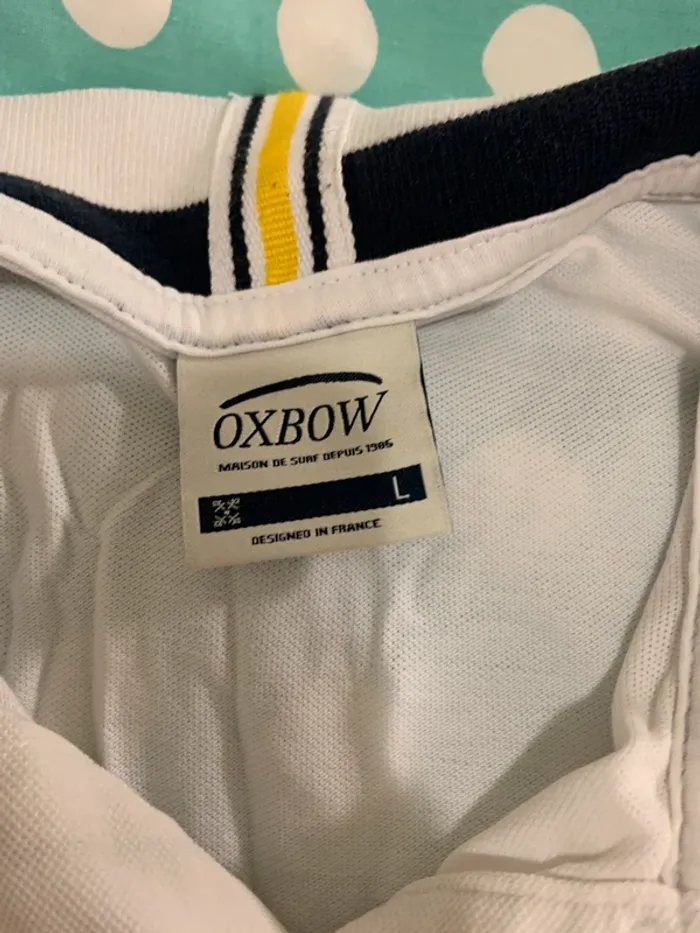 OXBOW
MAISON DE SURF DEPUIS 1985
L
DESIGNED IN FRANCE